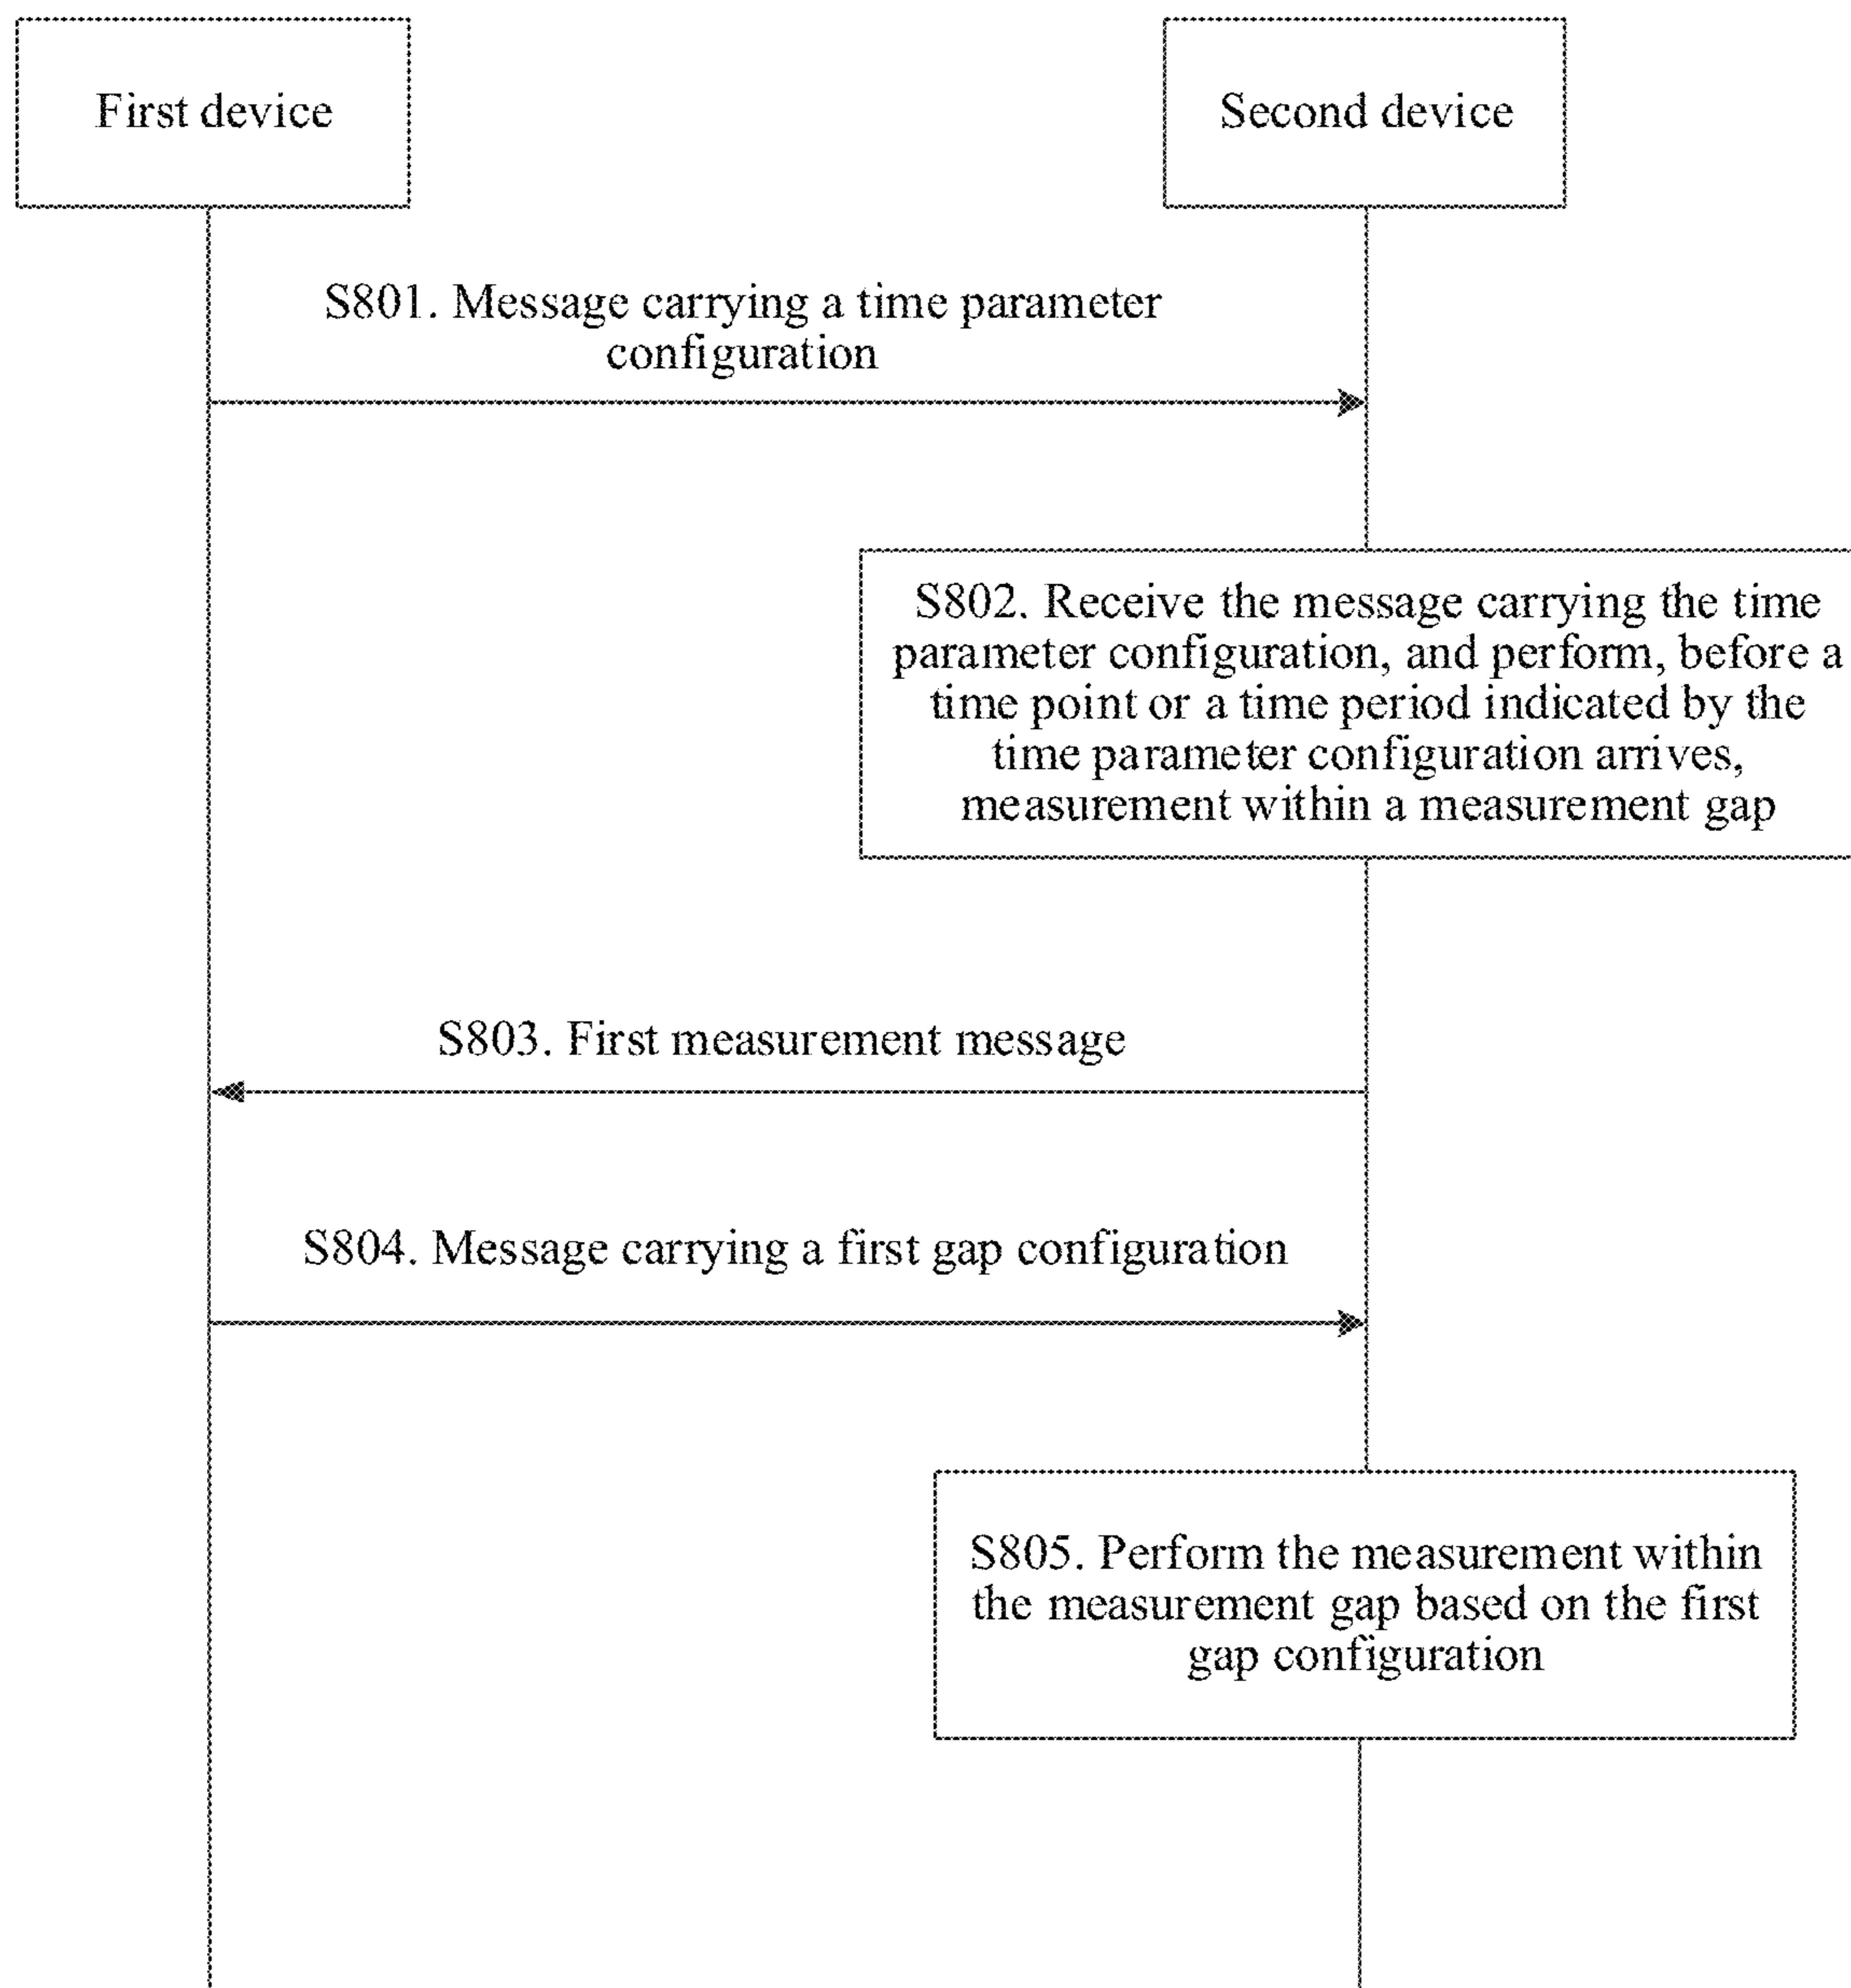 First device
Second device
S801. Message carrying a time parameter
configuration
S802. Receive the message carrying the time
parameter configuration, and perform, before a
time point or a time period indicated by the
time parameter configuration arrives,
measurement within a measurement gap
S803. First measurement message
S804. Message carrying a first gap configuration
S805. Perform the measurement within
the measurement gap based on the first
gap configuration